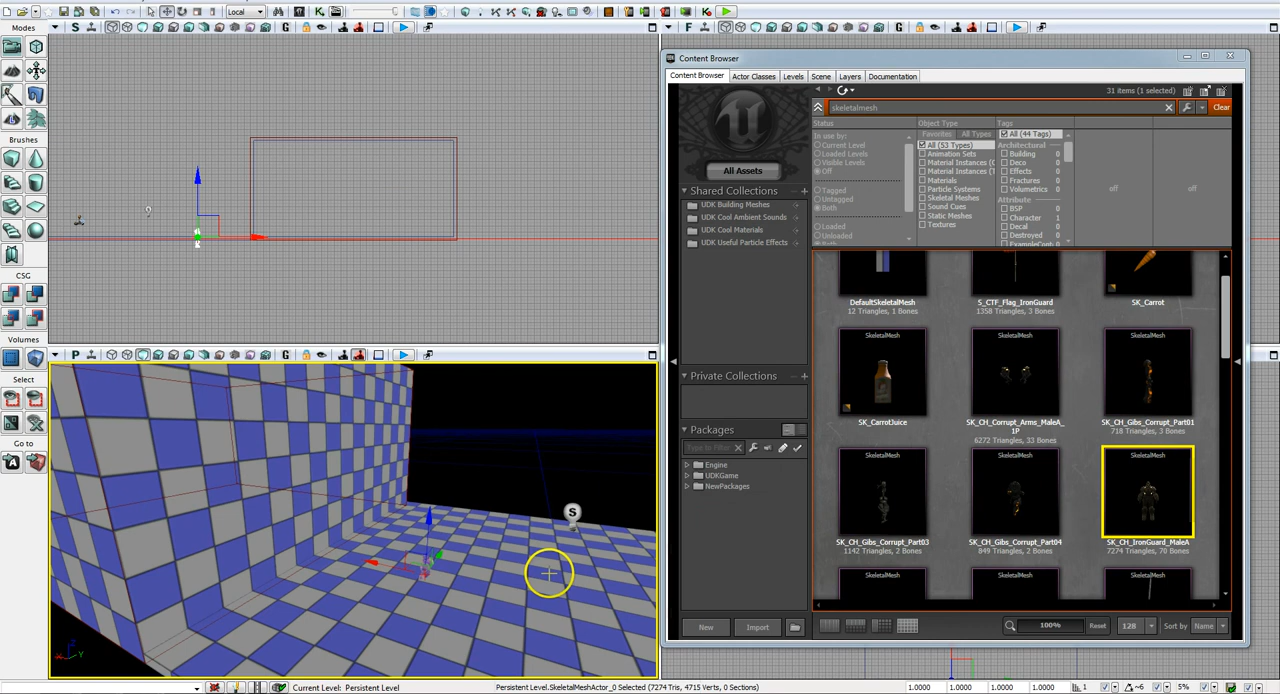 Local
Modes
S
G
F
G
Content Browser
Content Browser
Actor Classes
Levels
Scene
Layers
Documentation
31 items (1 selected)
skeletalmesh
Clear
Status
Object Type
Tags
In use by:
Current Level
Loaded Levels
Visible Levels
Off
Tagged
Untagged
Both
Loaded
Unloaded
Both
Favorites
All Types
All (53 Types)
Animation Sets
Material Instances (C
Material Instances (T
Materials
Particle Systems
Skeletal Meshes
Sound Cues
Static Meshes
Textures
All (44 Tags)
Architectural
Building 0
Deco 0
Effects 0
Fractures 0
Volumetrics 0
Attribute
BSP 0
Character 1
Decal 0
Destroyed 0
ExampleCont 0
off
off
All Assets
Shared Collections
UDK Building Meshes
UDK Cool Ambient Sounds
UDK Cool Materials
UDK Useful Particle Effects
Private Collections
Packages
Type to Filter
Engine
UDKGame
NewPackages
New
Import
DefaultSkeletalMesh
12 Triangles, 1 Bones
S_CTF_Flag_IronGuard
1358 Triangles, 3 Bones
SK_Carrot
SkeletalMesh
SK_CarrotJuice
SkeletalMesh
SK_CH_Corrupt_Arms_MaleA_
1P
6272 Triangles, 33 Bones
SkeletalMesh
SK_CH_Gibs_Corrupt_Part01
718 Triangles, 3 Bones
SkeletalMesh
SK_CH_Gibs_Corrupt_Part03
1142 Triangles, 2 Bones
SkeletalMesh
SK_CH_Gibs_Corrupt_Part04
849 Triangles, 2 Bones
SkeletalMesh
SK_CH_IronGuard_MaleA
7274 Triangles, 70 Bones
SkeletalMesh
SkeletalMesh
SkeletalMesh
100%
Reset
128
Sort by
Name
Brushes
CSG
Volumes
Select
Go to
P
G
S
X
Y
Z
Current Level: Persistent Level
Persistent Level.SkeletalMeshActor_0 Selected (7274 Tris, 4715 Verts, 0 Sections)
1.0000
1.0000
1.0000
1.0000
1
~6
5%